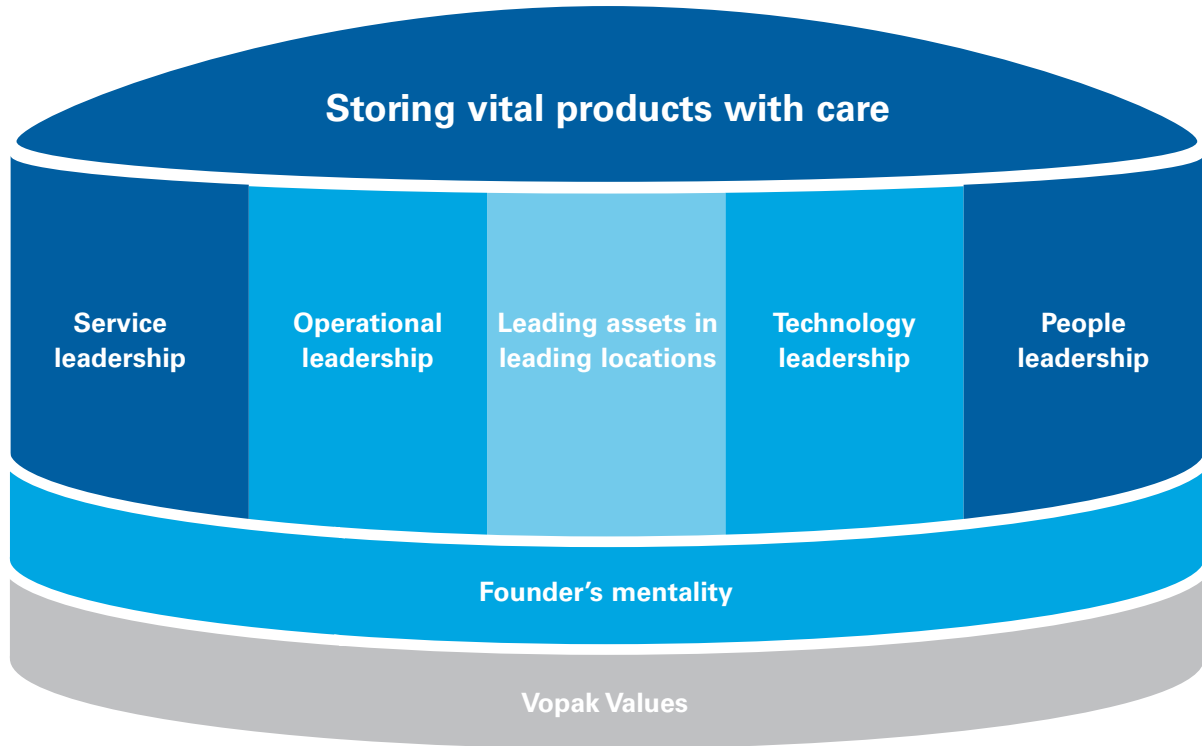 Storing vital products with care
Service
leadership
Operational
leadership
Leading assets in
leading locations
Technology
leadership
People
leadership
Founder’s mentality
Vopak Values